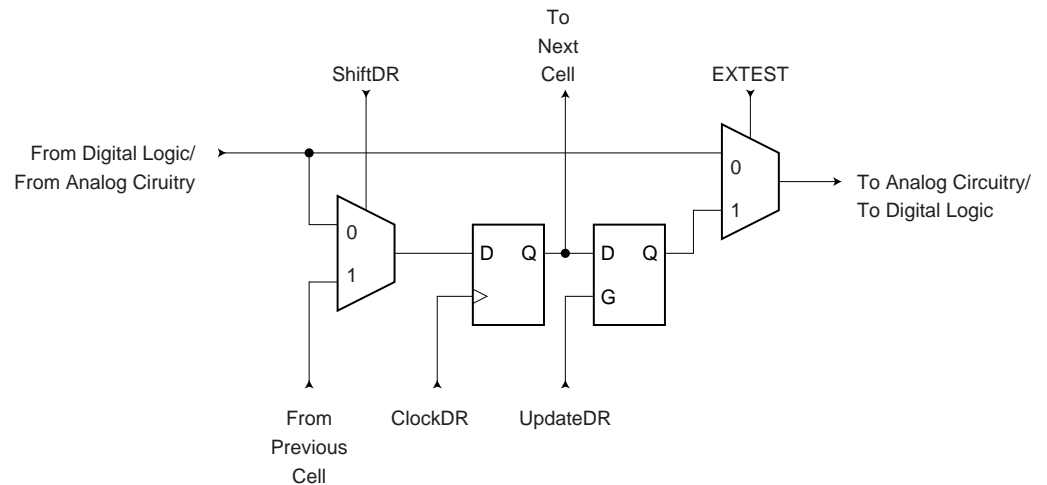 To
Next
Cell
ShiftDR
EXTEST
From Digital Logic/
From Analog Ciruitry
0
1
To Analog Circuitry/
To Digital Logic
0
1
D Q
D Q
G
From
Previous
Cell
ClockDR
UpdateDR